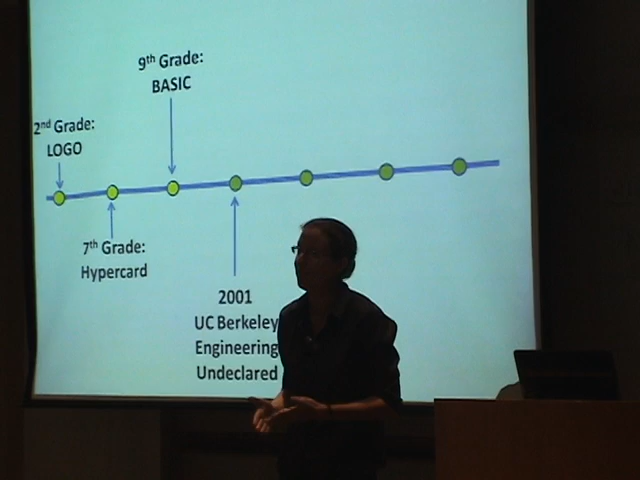 9th Grade:
BASIC
2nd Grade:
LOGO
7th Grade:
Hypercard
2001
UC Berkeley
Engineering
Undeclared